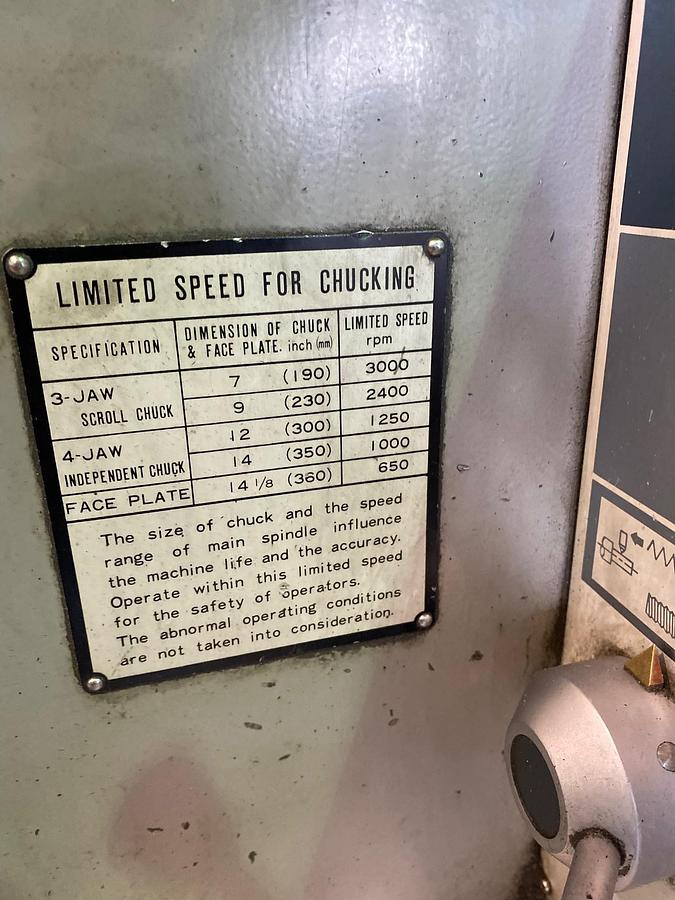 LIMITED SPEED FOR CHUCKING
SPECIFICATION DIMENSION OF CHUCK & FACE PLATE. inch (mm) LIMITED SPEED rpm
3-JAW SCROLL CHUCK 7 (190) 3000
9 (230) 2400
4-JAW INDEPENDENT CHUCK 12 (300) 1250
14 (350) 1000
FACE PLATE 14 1/8 (360) 650
The size of chuck and the speed
range of main spindle influence
the machine life and the accuracy.
Operate within this limited speed
for the safety of operators.
The abnormal operating conditions
are not taken into consideration.